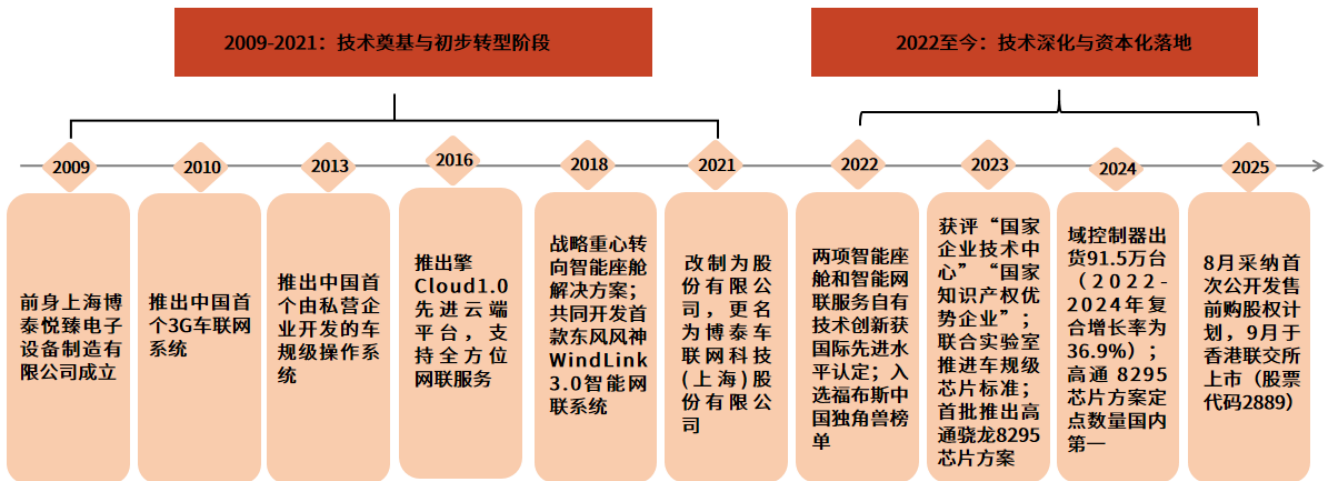 2009-2021：技术奠基与初步转型阶段
2022至今：技术深化与资本化落地
2009
2010
2013
2016
2018
2021
2022
2023
2024
2025
前身上海博
泰悦臻电子
设备制造有
限公司成立
推出中国首
个3G车联网
系统
推出中国首
个由私营企
业开发的车
规级操作系
统
推出擎
Cloud1.0
先进云端
平台，支
持全方位
网联服务
战略重心转
向智能座舱
解决方案；
共同开发首
款东风风神
WindLink
3.0智能网
联系统
改制为股
份有限公
司，更名
为博泰车
联网科技
(上海)股
份有限公
司
两项智能座
舱和智能网
联服务自有
技术创新获
国际先进水
平认定；入
选福布斯中
国独角兽榜
单
获评“国家
企业技术中
心”“国家
知识产权优
势企业”；
联合实验室
推进车规级
芯片标准；
首批推出高
通骁龙8295
芯片方案
域控制器出
货91.5万台
（2022-
2024年复
合增长率为
36.9%）；
高通 8295
芯片方案定
点数量国内
第一
8月采纳首
次公开发售
前购股权计
划，9月于
香港联交所
上市（股票
代码2889）